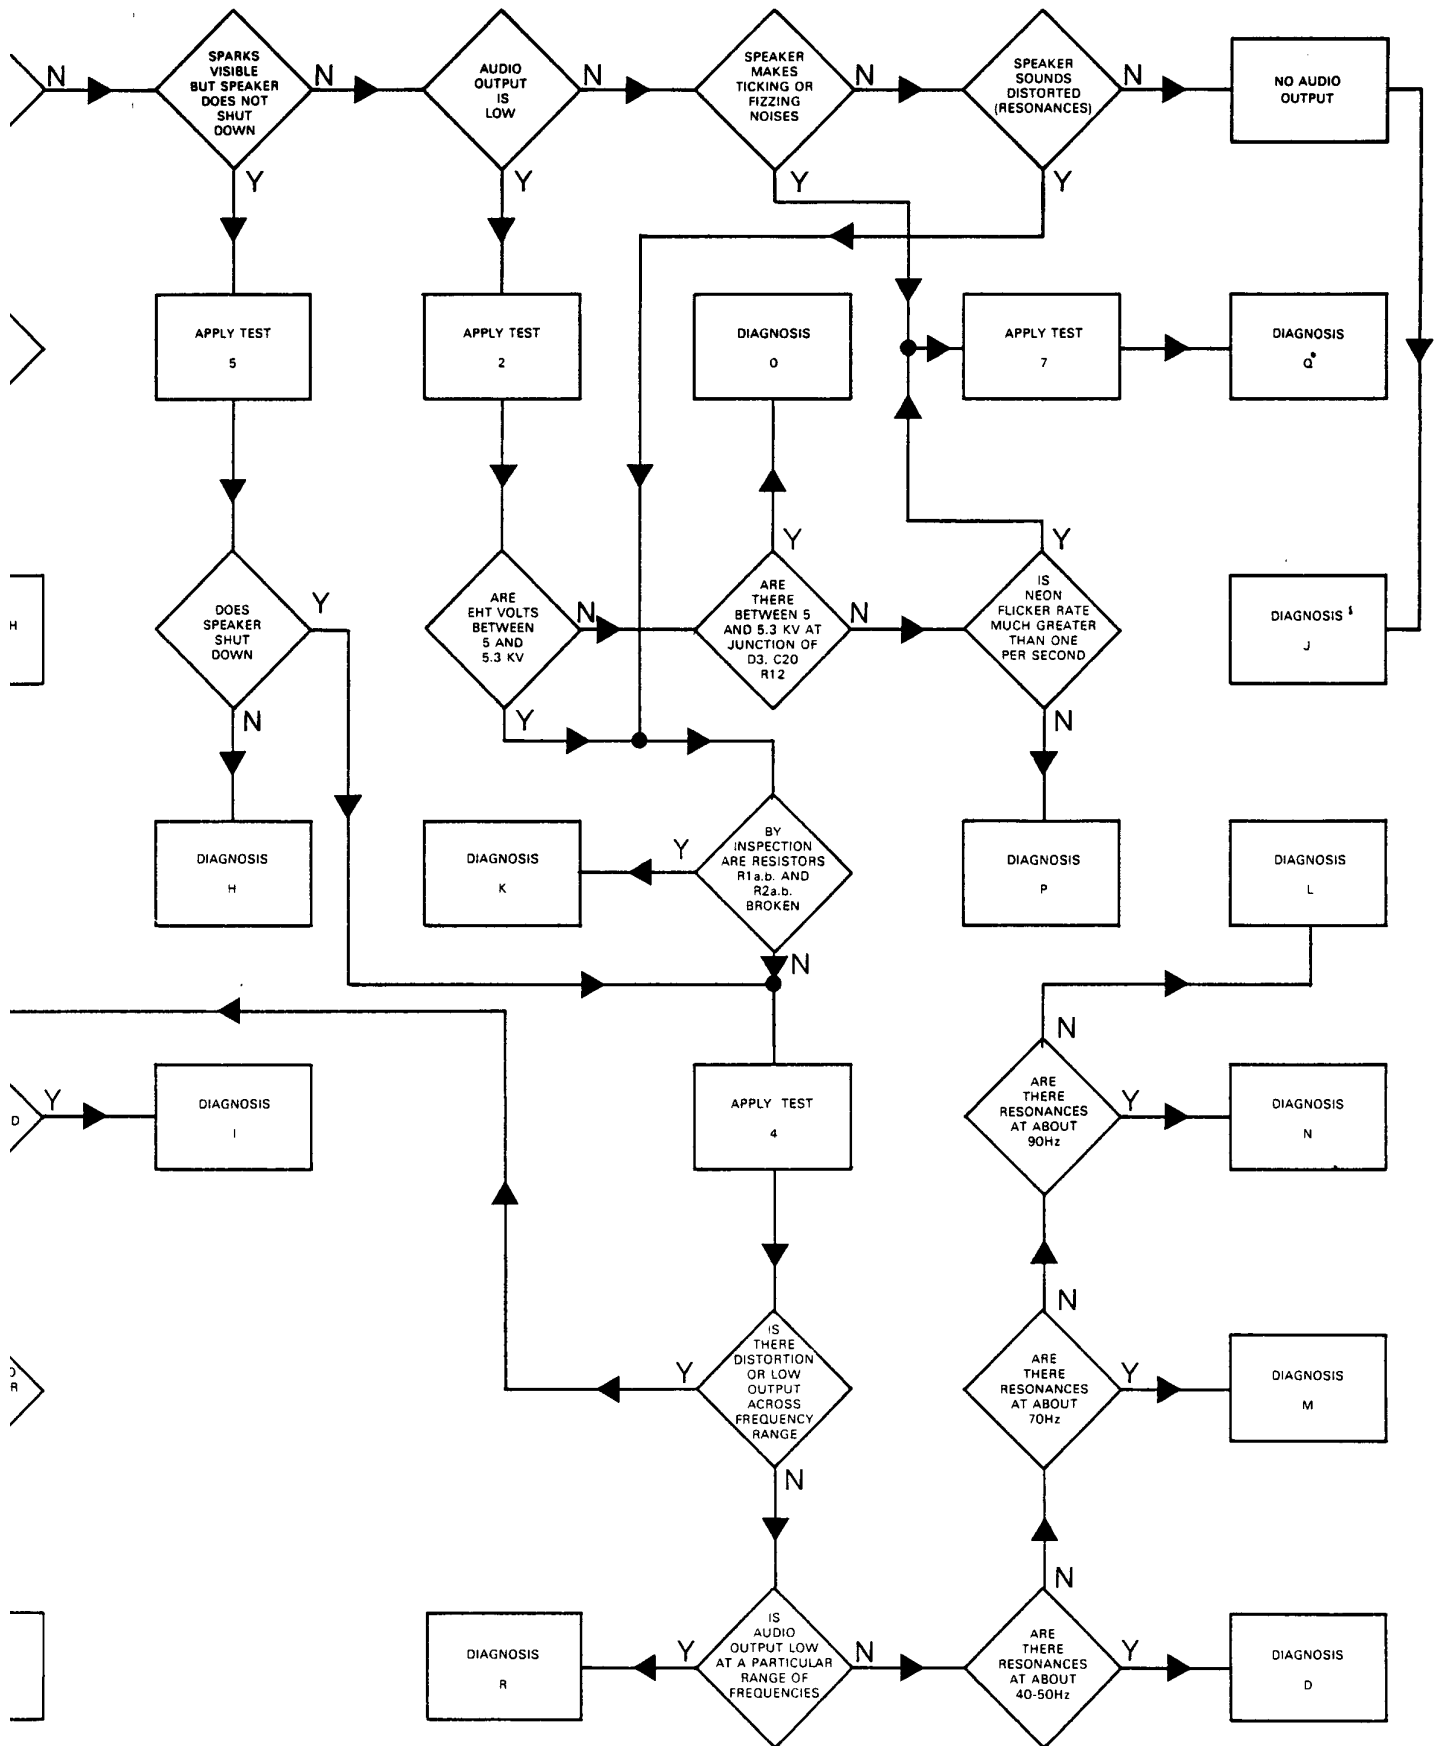 N
SPARKS
VISIBLE
BUT SPEAKER
DOES NOT
SHUT
DOWN
N
AUDIO
OUTPUT
IS
LOW
N
SPEAKER
MAKES
TICKING OR
FIZZING
NOISES
N
SPEAKER
SOUNDS
DISTORTED
(RESONANCES)
N
NO AUDIO
OUTPUT
Y
Y
Y
Y
APPLY TEST
5
APPLY TEST
2
DIAGNOSIS
O
APPLY TEST
7
DIAGNOSIS
Q
H
DOES
SPEAKER
SHUT
DOWN
Y
N
ARE
EHT VOLTS
BETWEEN
5 AND
5.3 KV
N
Y
ARE
THERE
BETWEEN 5
AND 5.3 KV AT
JUNCTION OF
D3. C20
R12
Y
N
IS
NEON
FLICKER RATE
MUCH GREATER
THAN ONE
PER SECOND
Y
N
DIAGNOSIS
J
DIAGNOSIS
H
DIAGNOSIS
K
Y
BY
INSPECTION
ARE RESISTORS
R1a.b. AND
R2a.b.
BROKEN
N
DIAGNOSIS
P
DIAGNOSIS
L
D
Y
DIAGNOSIS
I
APPLY TEST
4
N
ARE
THERE
RESONANCES
AT ABOUT
90Hz
Y
DIAGNOSIS
N
R
Y
IS
THERE
DISTORTION
OR LOW
OUTPUT
ACROSS
FREQUENCY
RANGE
N
N
ARE
THERE
RESONANCES
AT ABOUT
70Hz
Y
DIAGNOSIS
M
DIAGNOSIS
R
Y
IS
AUDIO
OUTPUT LOW
AT A PARTICULAR
RANGE OF
FREQUENCIES
N
N
ARE
THERE
RESONANCES
AT ABOUT
40-50Hz
Y
DIAGNOSIS
D